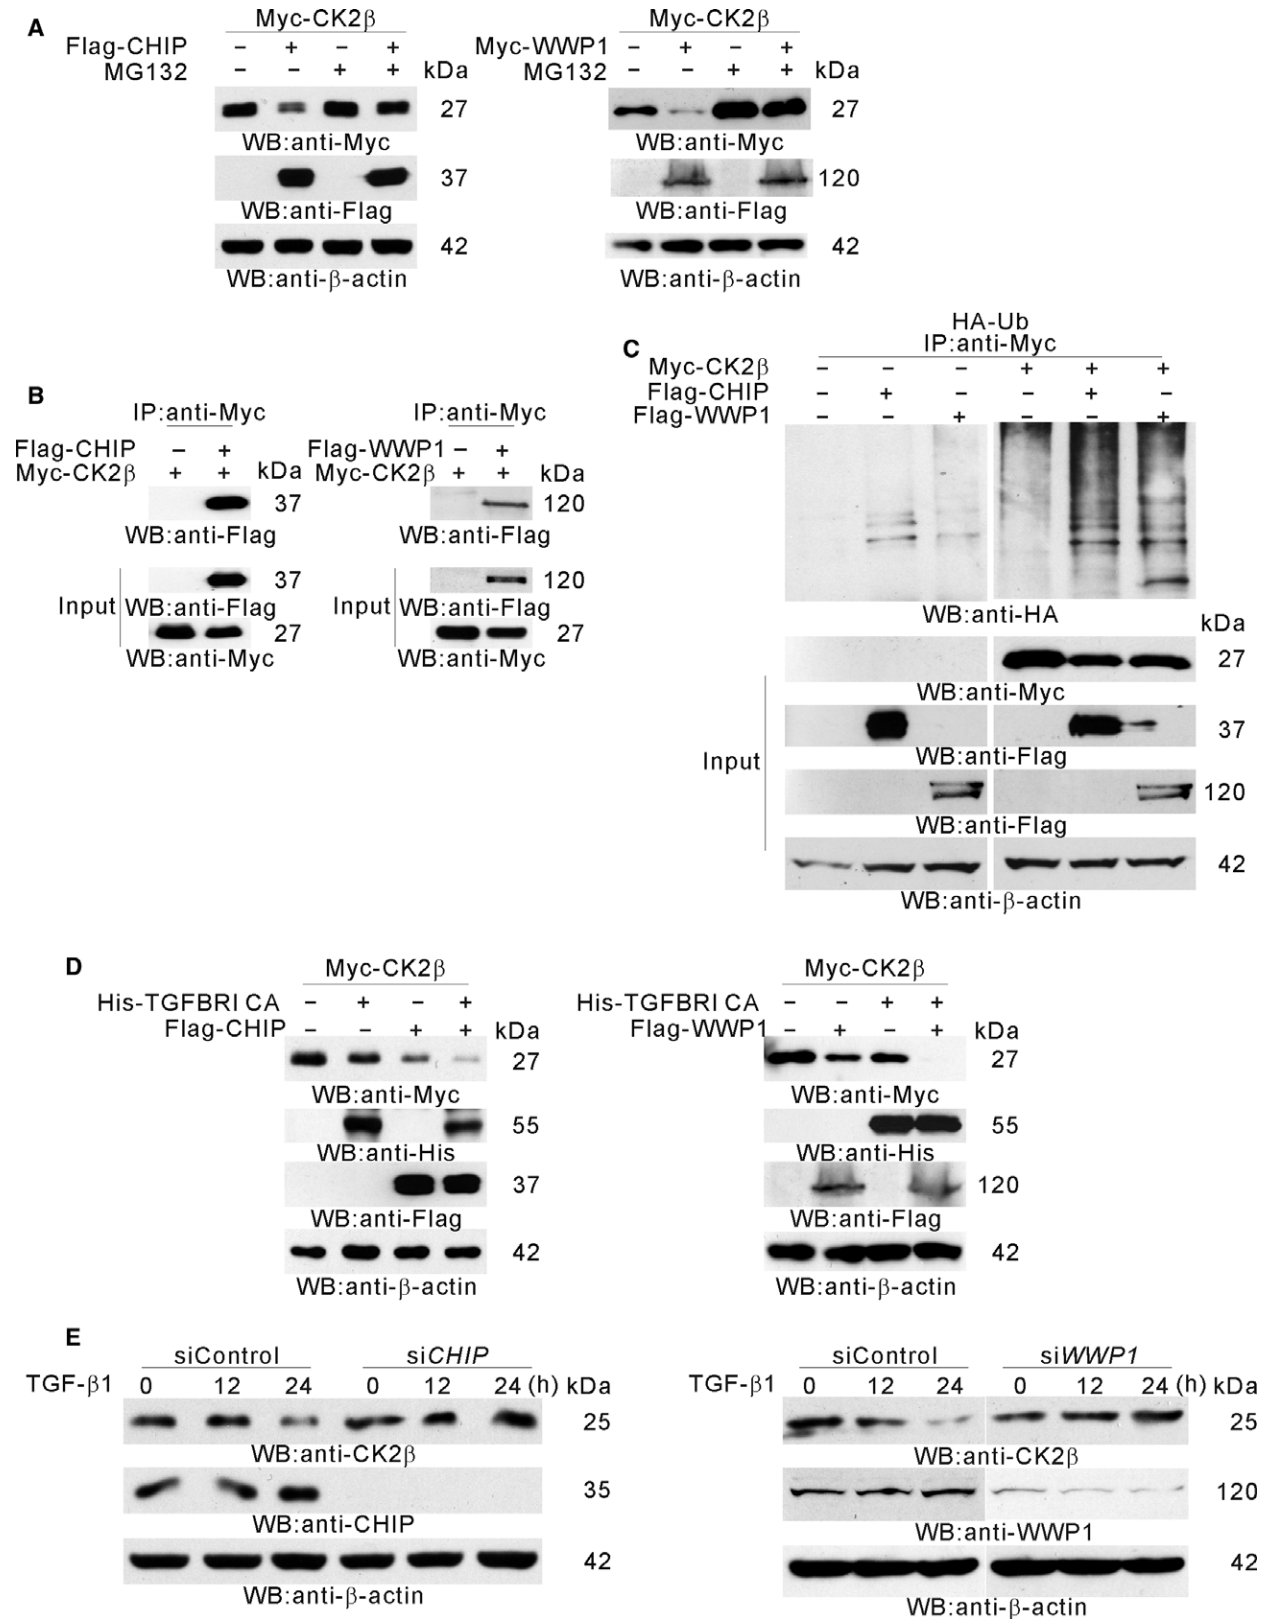 A
Myc-CK2β
Flag-CHIP − + − +
MG132 − − + + kDa
27
WB:anti-Myc
37
WB:anti-Flag
42
WB:anti-β-actin
Myc-CK2β
Myc-WWP1 − + − +
MG132 − − + + kDa
27
WB:anti-Myc
120
WB:anti-Flag
42
WB:anti-β-actin
B
IP:anti-Myc
Flag-CHIP − +
Myc-CK2β + + kDa
37
WB:anti-Flag
37
Input WB:anti-Flag
27
WB:anti-Myc
IP:anti-Myc
Flag-WWP1 − +
Myc-CK2β + + kDa
120
WB:anti-Flag
120
Input WB:anti-Flag
27
WB:anti-Myc
C
HA-Ub
IP:anti-Myc
Myc-CK2β − − − + + +
Flag-CHIP − + − − + −
Flag-WWP1 − − + − − +
WB:anti-HA
kDa
27
WB:anti-Myc
37
WB:anti-Flag
Input
120
WB:anti-Flag
42
WB:anti-β-actin
D
Myc-CK2β
His-TGFBRI CA − + − +
Flag-CHIP − − + + kDa
27
WB:anti-Myc
55
WB:anti-His
37
WB:anti-Flag
42
WB:anti-β-actin
Myc-CK2β
His-TGFBRI CA − − + +
Flag-WWP1 − + − + kDa
27
WB:anti-Myc
55
WB:anti-His
120
WB:anti-Flag
42
WB:anti-β-actin
E
siControl siCHIP
TGF-β1 0 12 24 0 12 24 (h) kDa
25
WB:anti-CK2β
35
WB:anti-CHIP
42
WB:anti-β-actin
siControl siWWP1
TGF-β1 0 12 24 0 12 24 (h) kDa
25
WB:anti-CK2β
120
WB:anti-WWP1
42
WB:anti-β-actin